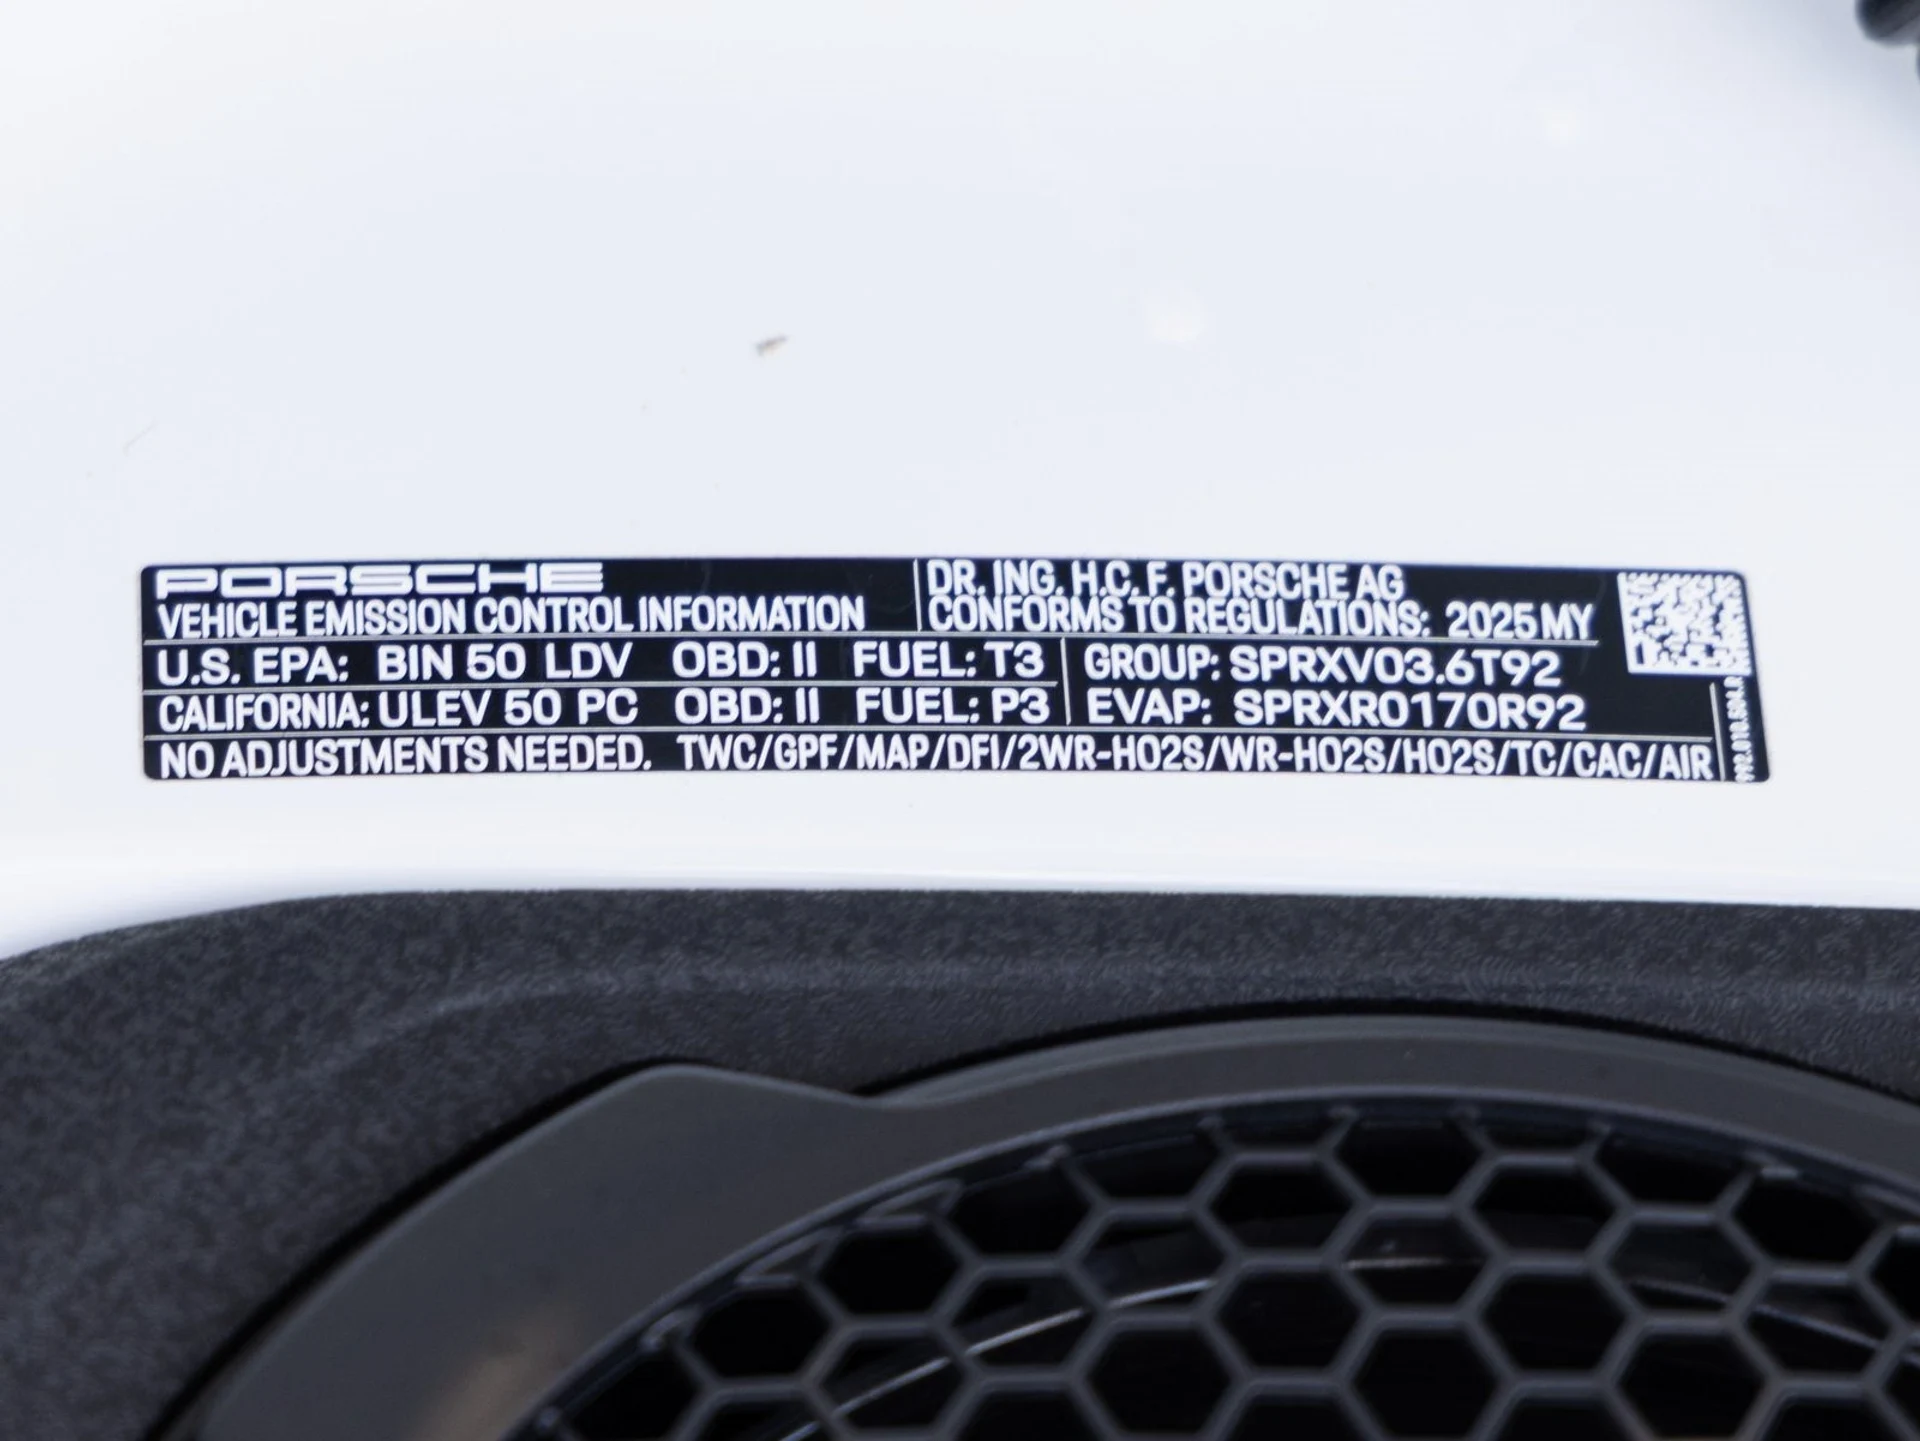 PORSCHE
VEHICLE EMISSION CONTROL INFORMATION
DR. ING. H.C. F. PORSCHE AG
CONFORMS TO REGULATIONS: 2025 MY
U.S. EPA: BIN 50 LDV OBD: II FUEL: T3
GROUP: SPRXV03.6T92
CALIFORNIA: ULEV 50 PC OBD: II FUEL: P3
EVAP: SPRXR0170R92
NO ADJUSTMENTS NEEDED. TWC/GPF/MAP/DFI/2WR-HO2S/WR-HO2S/HO2S/TC/CAC/AIR